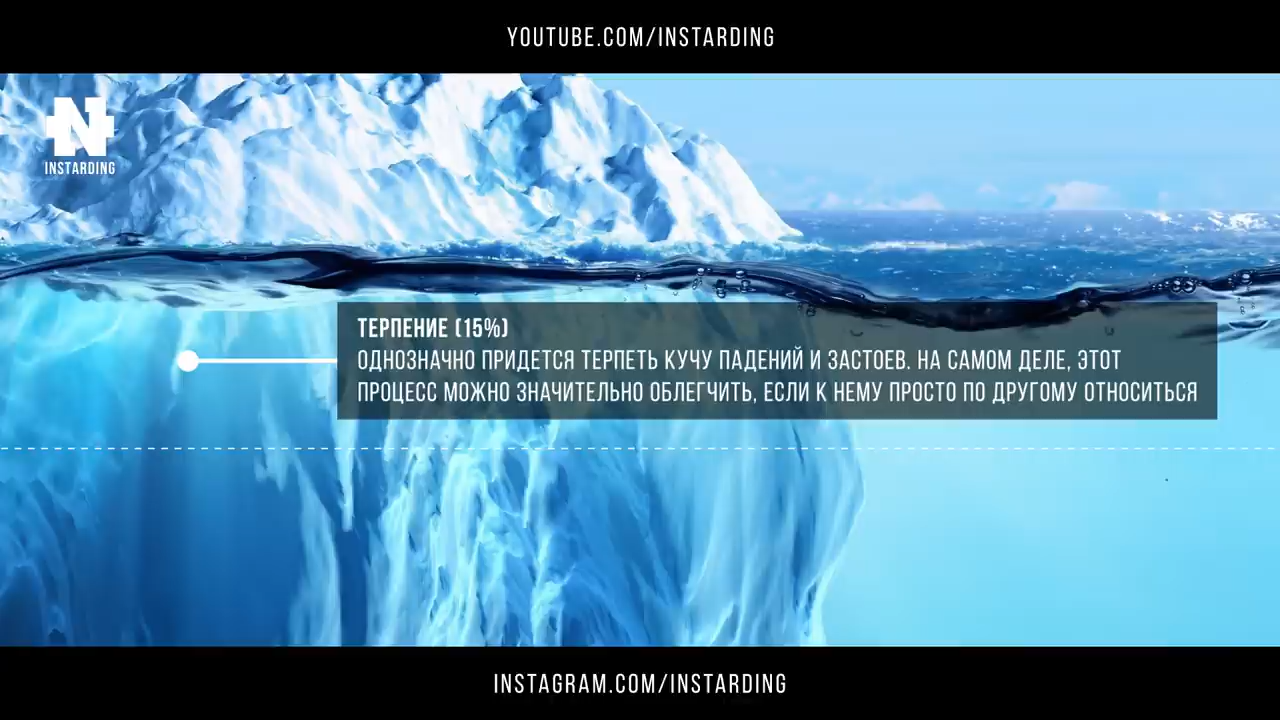 YOUTUBE.COM/INSTARDING
N
INSTARDING
ТЕРПЕНИЕ (15%)
ОДНОЗНАЧНО ПРИДЕТСЯ ТЕРПЕТЬ КУЧУ ПАДЕНИЙ И ЗАСТОЕВ. НА САМОМ ДЕЛЕ, ЭТОТ
ПРОЦЕСС МОЖНО ЗНАЧИТЕЛЬНО ОБЛЕГЧИТЬ, ЕСЛИ К НЕМУ ПРОСТО ПО ДРУГОМУ ОТНОСИТЬСЯ
INSTAGRAM.COM/INSTARDING